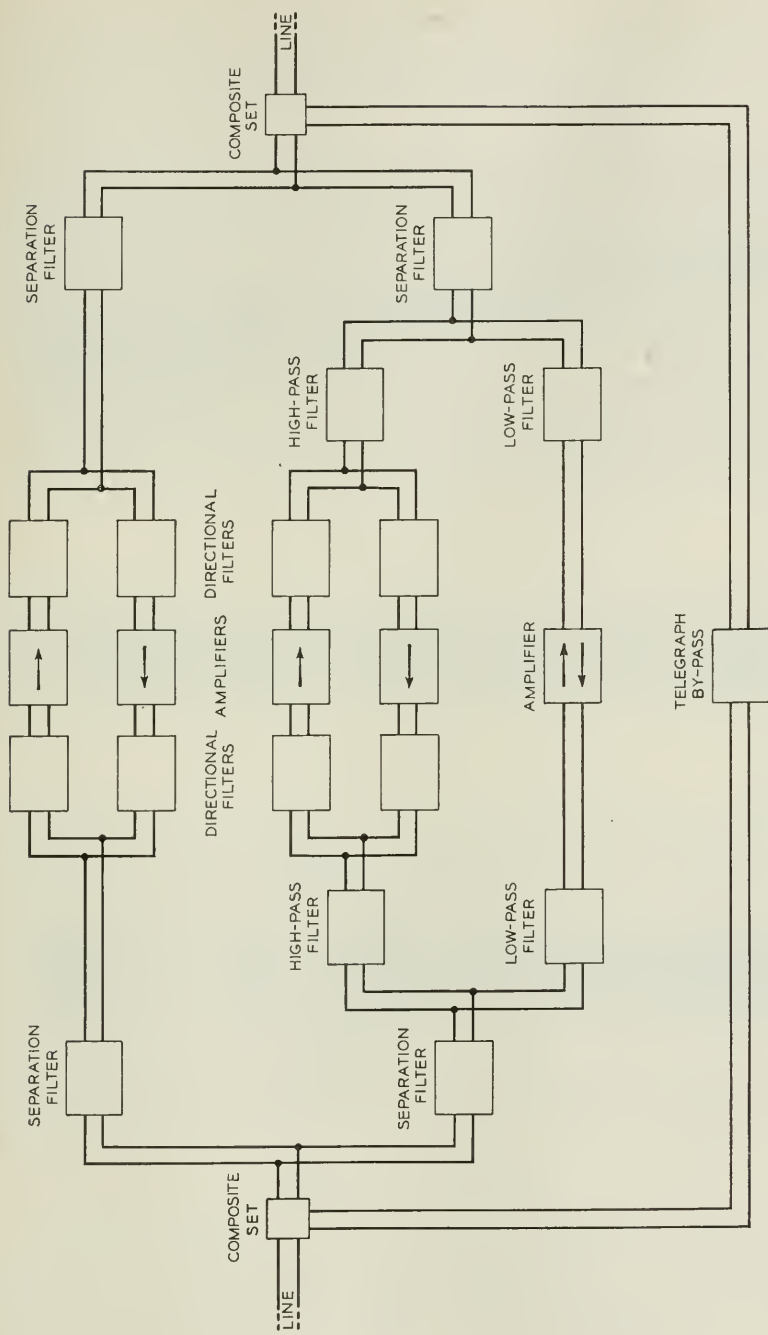 LINE
COMPOSITE
SET
SEPARATION
FILTER
SEPARATION
FILTER
HIGH-PASS
FILTER
LOW-PASS
FILTER
DIRECTIONAL
FILTERS
AMPLIFIERS
DIRECTIONAL
FILTERS
AMPLIFIER
TELEGRAPH
BY-PASS
HIGH-PASS
FILTER
LOW-PASS
FILTER
SEPARATION
FILTER
SEPARATION
FILTER
COMPOSITE
SET
LINE